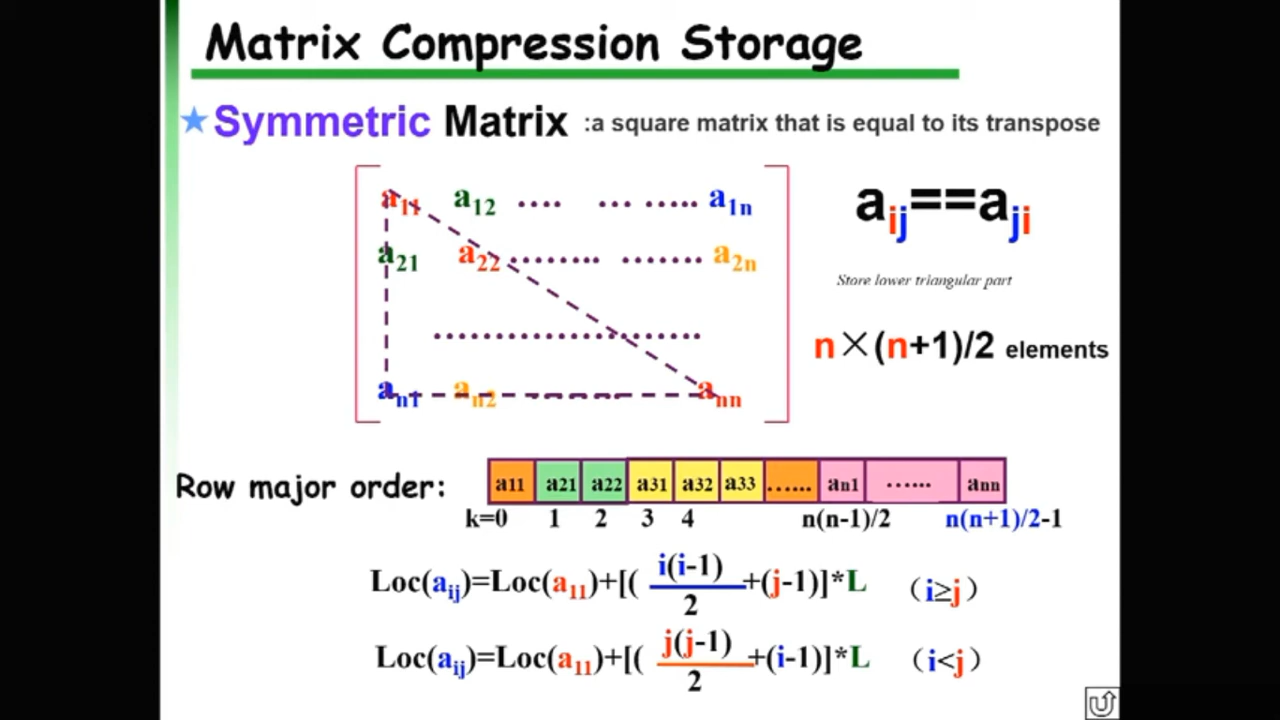 Matrix Compression Storage
★Symmetric Matrix :a square matrix that is equal to its transpose
a11 a12 .... ... ..... a1n
aij==aji
a21 a22 ........ ....... a2n
Store lower triangular part
......................
n×(n+1)/2 elements
an1 an2 ........ ann
Row major order: a11 a21 a22 a31 a32 a33 ...... an1 ...... ann
k=0 1 2 3 4 n(n-1)/2 n(n+1)/2-1
Loc(aij)=Loc(a11)+[( i(i-1)/2 +(j-1)]*L (i≥j)
Loc(aij)=Loc(a11)+[( j(j-1)/2 +(i-1)]*L (i<j)